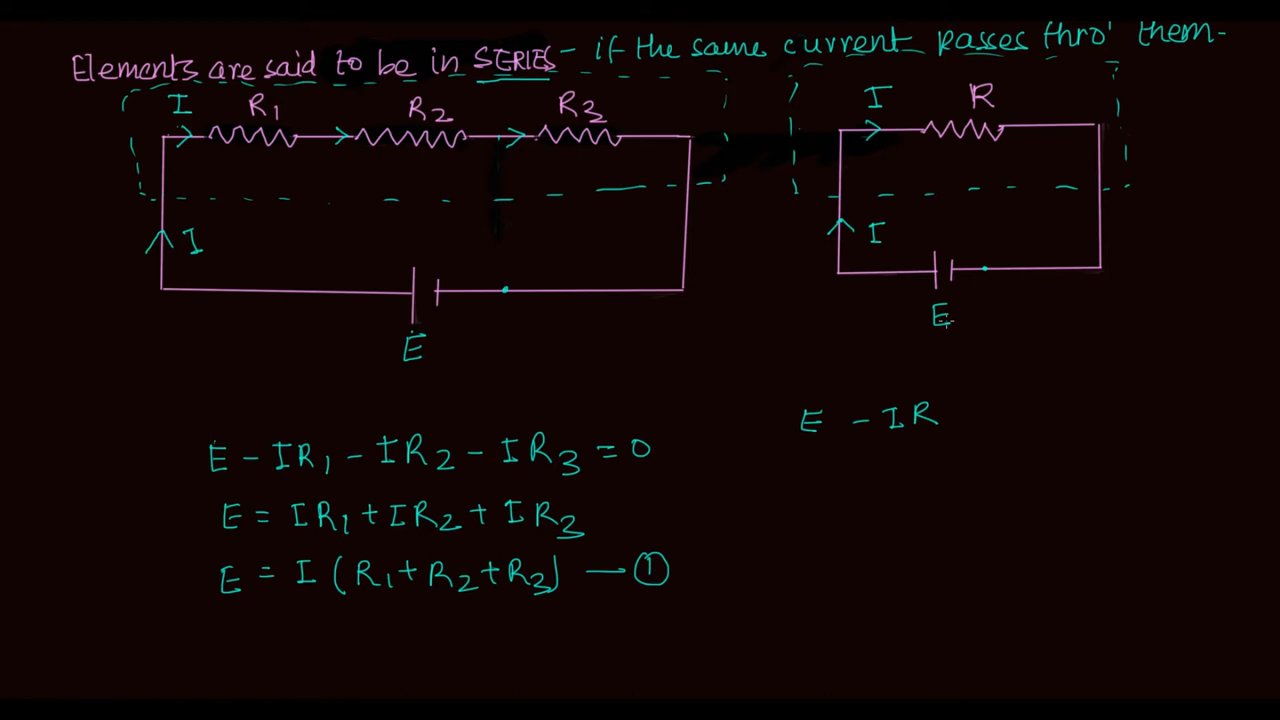 Elements are said to be in SERIES - if the same current passes thro' them-
I R1 R2 R3
I R
I
I
E
E
E - IR
E - IR1 - IR2 - IR3 = 0
E = IR1 + IR2 + IR3
E = I (R1 + R2 + R3) — ①